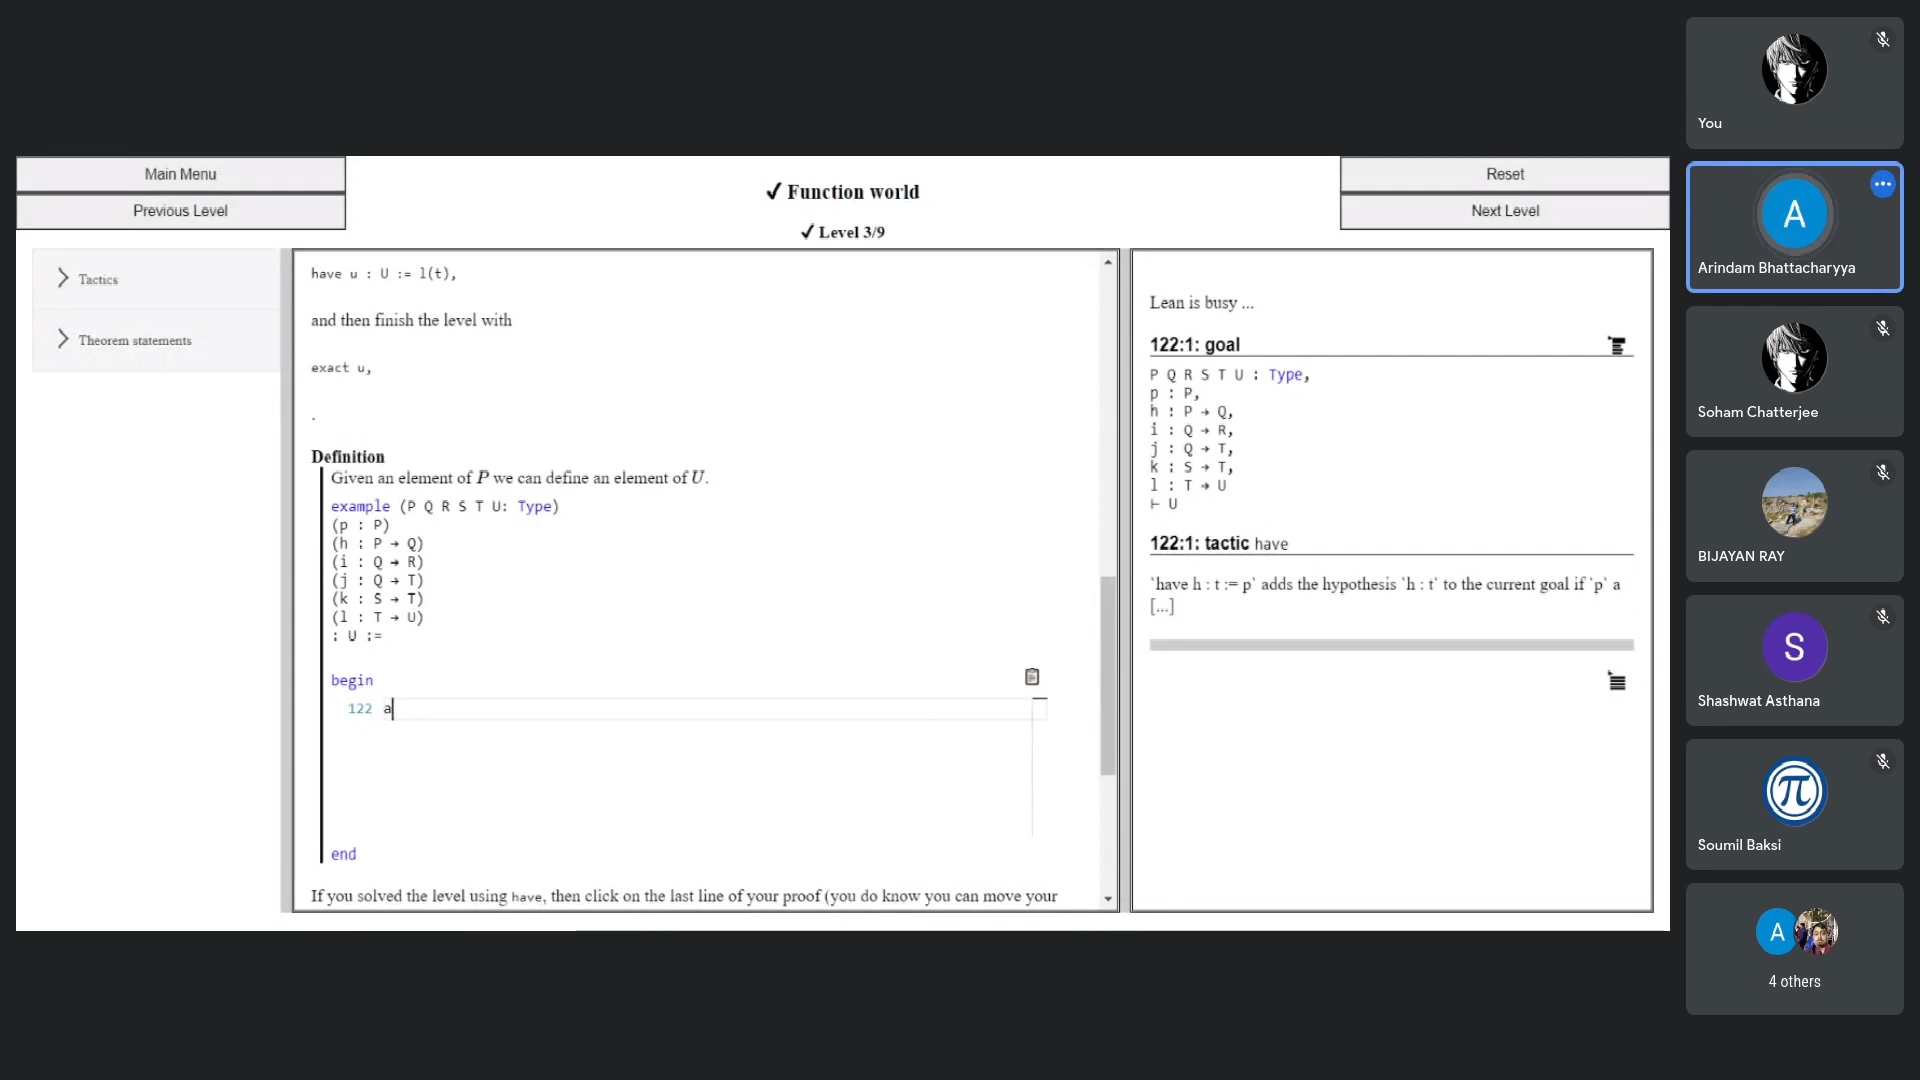 Main Menu
Previous Level
✓ Function world
✓ Level 3/9
Reset
Next Level
Tactics
Theorem statements
have u : U := l(t),
and then finish the level with
exact u,
.
Definition
Given an element of P we can define an element of U.
example (P Q R S T U: Type)
(p : P)
(h : P → Q)
(i : Q → R)
(j : Q → T)
(k : S → T)
(l : T → U)
: U :=
begin
122 a
end
If you solved the level using have, then click on the last line of your proof (you do know you can move your
Lean is busy ...
122:1: goal
P Q R S T U : Type,
p : P,
h : P → Q,
i : Q → R,
j : Q → T,
k : S → T,
l : T → U
⊢ U
122:1: tactic have
`have h : t := p` adds the hypothesis `h : t` to the current goal if `p` a
[...]
You
A
Arindam Bhattacharyya
Soham Chatterjee
BIJAYAN RAY
S
Shashwat Asthana
π
Soumil Baksi
A
4 others